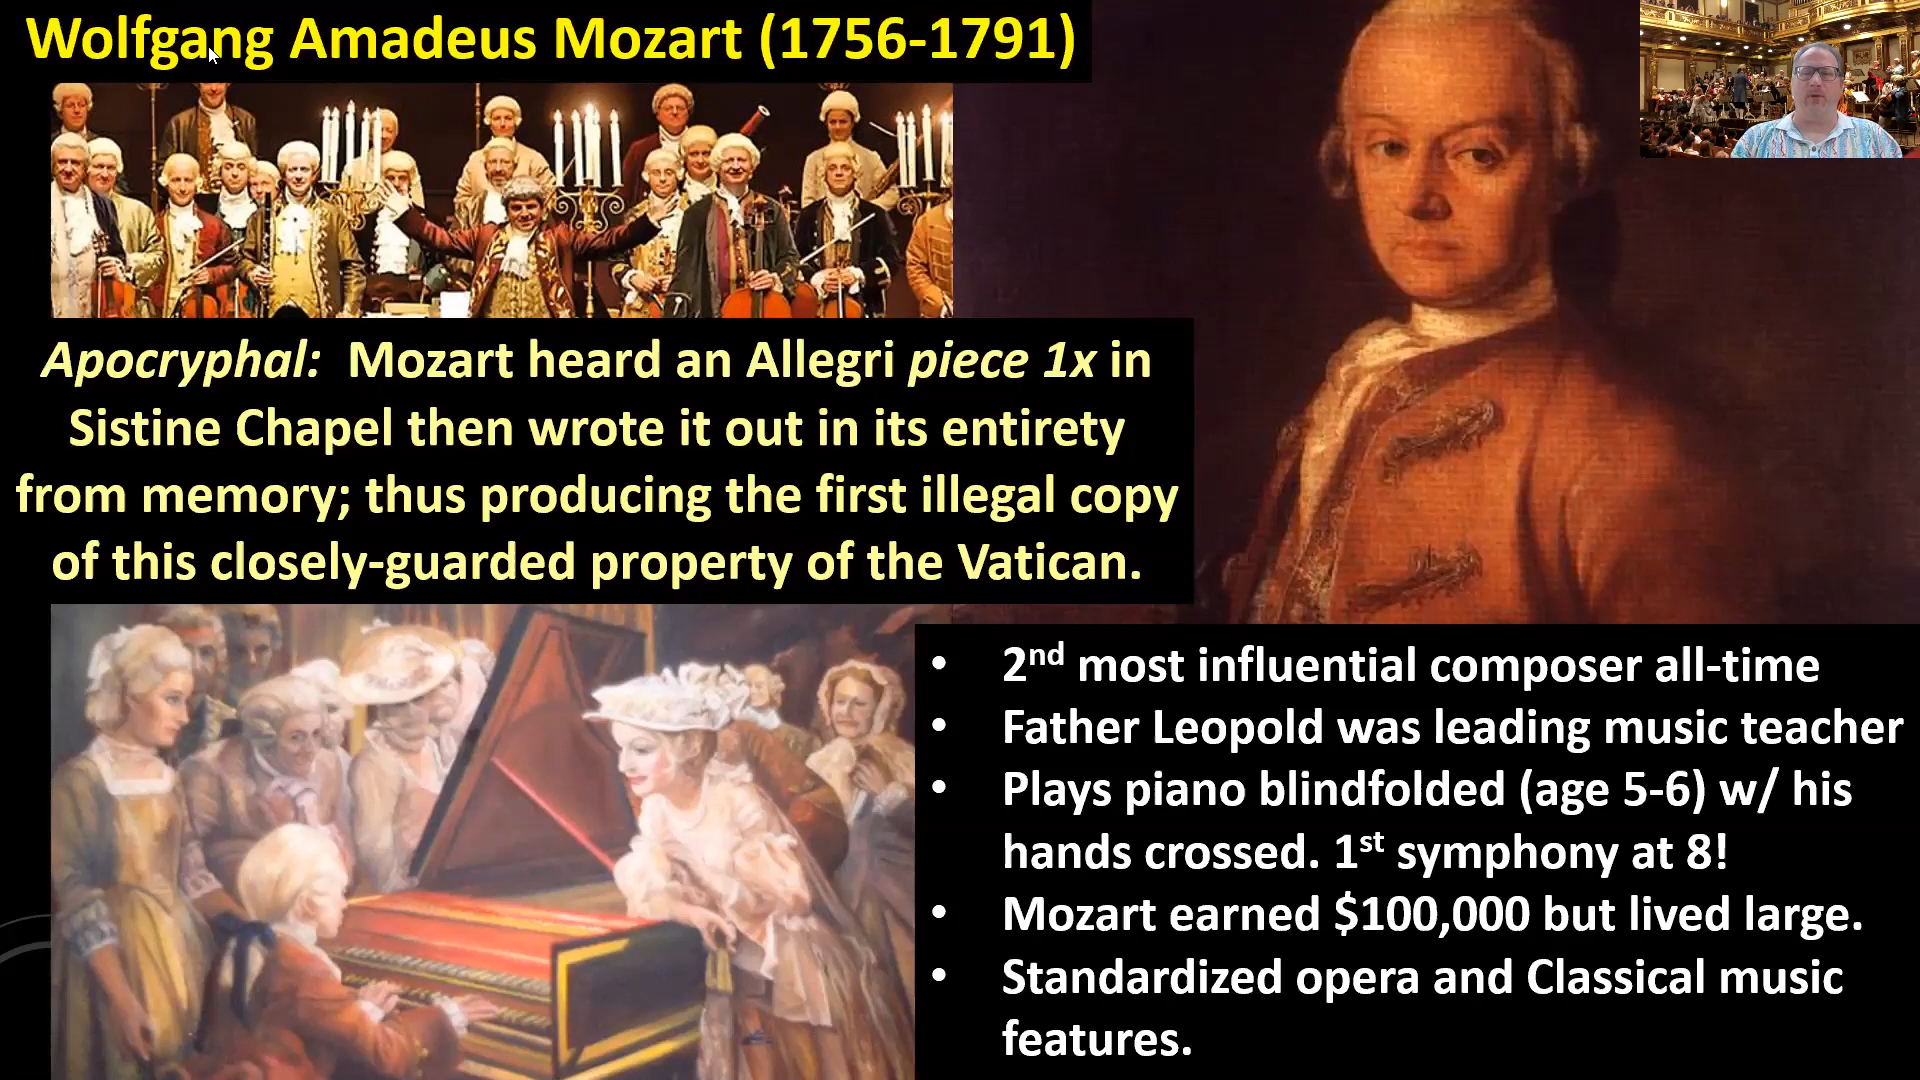 Wolfgang Amadeus Mozart (1756-1791)
Apocryphal: Mozart heard an Allegri piece 1x in
Sistine Chapel then wrote it out in its entirety
from memory; thus producing the first illegal copy
of this closely-guarded property of the Vatican.
• 2nd most influential composer all-time
• Father Leopold was leading music teacher
• Plays piano blindfolded (age 5-6) w/ his
hands crossed. 1st symphony at 8!
• Mozart earned $100,000 but lived large.
• Standardized opera and Classical music
features.